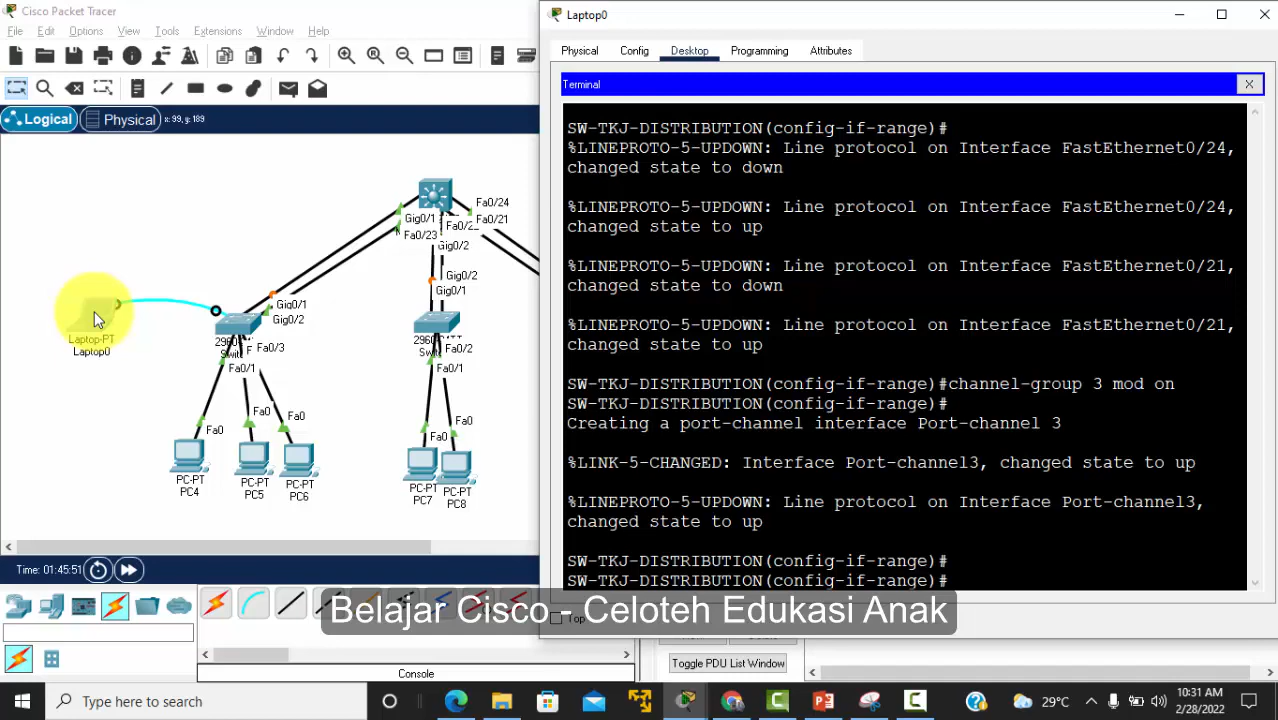 Cisco Packet Tracer
File Edit Options View Tools Extensions Window Help
Logical Physical x: 99, y: 189
Fa0/24
Gig0/1
Fa0/21
Fa0/23
Gig0/2
Gig0/2
Gig0/1
Gig0/1
Gig0/2
Laptop-PT
Laptop0
Fa0/3
Fa0/2
Fa0/1
Fa0/1
Fa0
Fa0
Fa0
Fa0
Fa0
PC-PT
PC4
PC-PT
PC5
PC-PT
PC6
PC-PT
PC7
PC-PT
PC8
Time: 01:45:51
Console
Laptop0
Physical Config Desktop Programming Attributes
Terminal X
SW-TKJ-DISTRIBUTION(config-if-range)#
%LINEPROTO-5-UPDOWN: Line protocol on Interface FastEthernet0/24,
changed state to down
%LINEPROTO-5-UPDOWN: Line protocol on Interface FastEthernet0/24,
changed state to up
%LINEPROTO-5-UPDOWN: Line protocol on Interface FastEthernet0/21,
changed state to down
%LINEPROTO-5-UPDOWN: Line protocol on Interface FastEthernet0/21,
changed state to up
SW-TKJ-DISTRIBUTION(config-if-range)#channel-group 3 mod on
SW-TKJ-DISTRIBUTION(config-if-range)#
Creating a port-channel interface Port-channel 3
%LINK-5-CHANGED: Interface Port-channel3, changed state to up
%LINEPROTO-5-UPDOWN: Line protocol on Interface Port-channel3,
changed state to up
SW-TKJ-DISTRIBUTION(config-if-range)#
SW-TKJ-DISTRIBUTION(config-if-range)#
Top
Belajar Cisco - Celoteh Edukasi Anak
Toggle PDU List Window
Type here to search
29°C
10:31 AM
2/28/2022